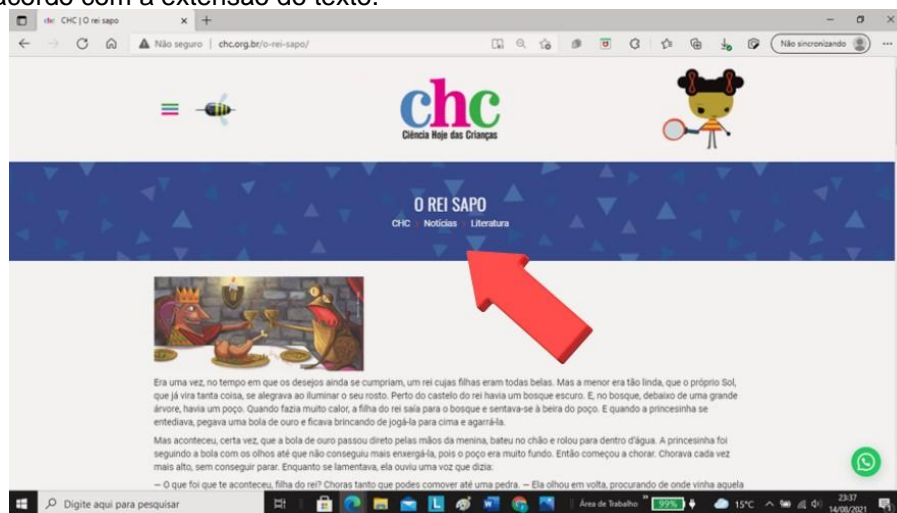 acordo com a extensão do texto.
chc CHC | O rei sapo
Não seguro | chc.org.br/o-rei-sapo/
Não sincronizando
chc
Ciência Hoje das Crianças
O REI SAPO
CHC Notícias Literatura
Era uma vez, no tempo em que os desejos ainda se cumpriam, um rei cujas filhas eram todas belas. Mas a menor era tão linda, que o próprio Sol,
que já vira tanta coisa, se alegrava ao iluminar o seu rosto. Perto do castelo do rei havia um bosque escuro. E, no bosque, debaixo de uma grande
árvore, havia um poço. Quando fazia muito calor, a filha do rei saía para o bosque e sentava-se à beira do poço. E quando a princesinha se
entediava, pegava uma bola de ouro e ficava brincando de jogá-la para cima e agarrá-la.
Mas aconteceu, certa vez, que a bola de ouro passou direto pelas mãos da menina, bateu no chão e rolou para dentro d'água. A princesinha foi
seguindo a bola com os olhos até que não conseguiu mais enxergá-la, pois o poço era muito fundo. Então começou a chorar. Chorava cada vez
mais alto, sem conseguir parar. Enquanto se lamentava, ela ouviu uma voz que dizia:
– O que foi que te aconteceu, filha do rei? Choras tanto que podes comover até uma pedra. – Ela olhou em volta, procurando de onde vinha aquela
Digite aqui para pesquisar
Área de Trabalho
99%
15°C
23:37
14/08/2021